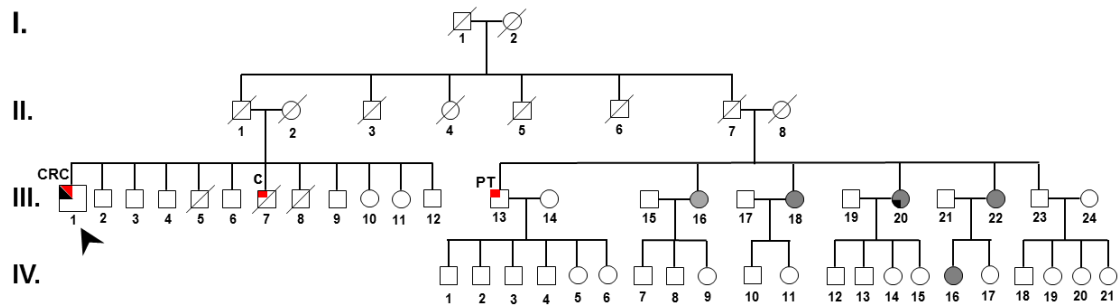 I.
1 2
II.
1 2 3 4 5 6 7 8
CRC C PT
III.
1 2 3 4 5 6 7 8 9 10 11 12 13 14 15 16 17 18 19 20 21 22 23 24
IV.
1 2 3 4 5 6 7 8 9 10 11 12 13 14 15 16 17 18 19 20 21